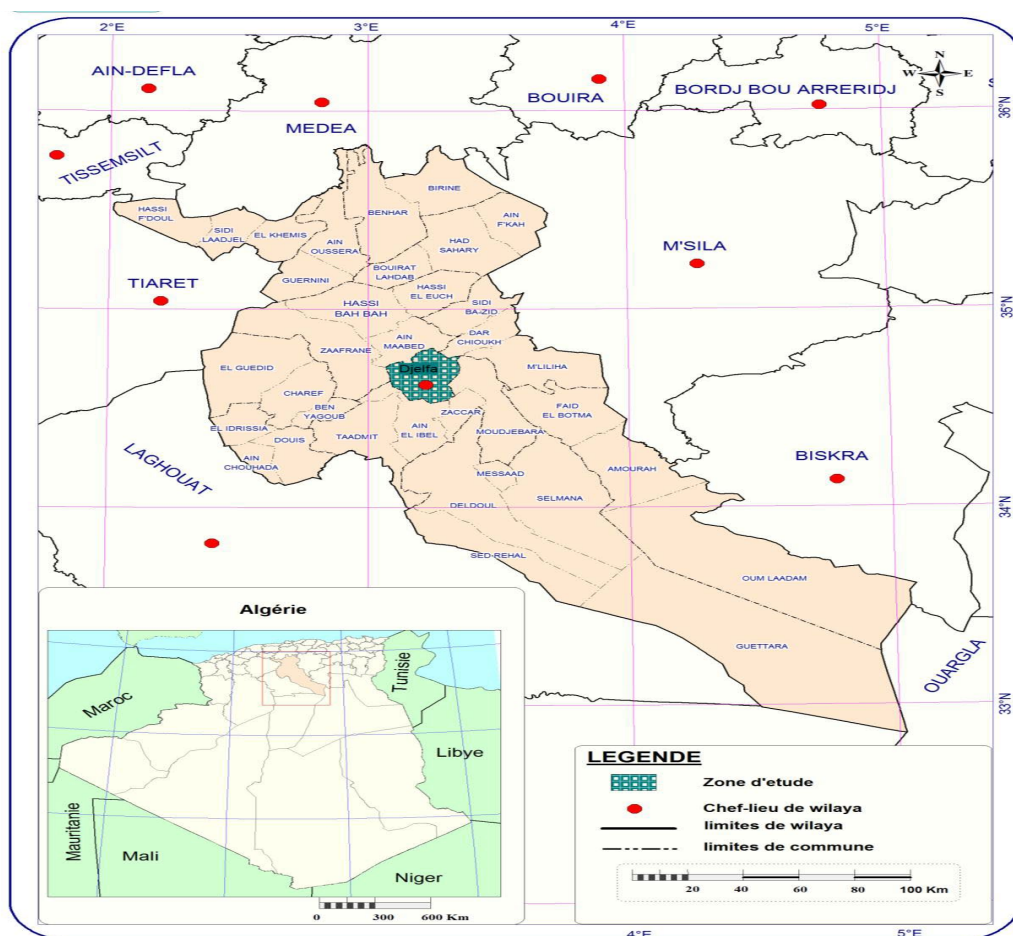 2°E
3°E
4°E
5°E
N
W
E
S
AIN-DEFLA
BOUIRA
BORDJ BOU ARRERIDJ
S
36°N
MEDEA
TISSEMSILT
BIRINE
HASSI
F'DOUL
BENHAR
AIN
F'KAH
SIDI
LAADJEL
EL KHEMIS
AIN
OUSSERA
HAD
SAHARY
M'SILA
BOUIRAT
LAHDAB
TIARET
GUERNINI
HASSI
EL EUCH
HASSI
BAH BAH
SIDI
BA-ZID
35°N
AIN
MAABED
DAR
CHIOUKH
ZAAFRANE
EL GUEDID
Djelfa
M'LILIHA
CHAREF
BEN
YAGOUB
ZACCAR
FAID
EL BOTMA
EL IDRISSIA
DOUIS
TAADMIT
AIN
EL IBEL
MOUDJEBARA
AIN
CHOUHADA
LAGHOUAT
BISKRA
MESSAAD
AMOURAH
SELMANA
DELDOUL
34°N
SED-REHAL
OUM LAADAM
GUETTARA
OUARGLA
33°N
Algérie
Maroc
Tunisie
Libye
Mauritanie
Mali
Niger
0 300 600 Km
LEGENDE
Zone d'etude
Chef-lieu de wilaya
limites de wilaya
limites de commune
20 40 60 80 100 Km
4°E
5°E